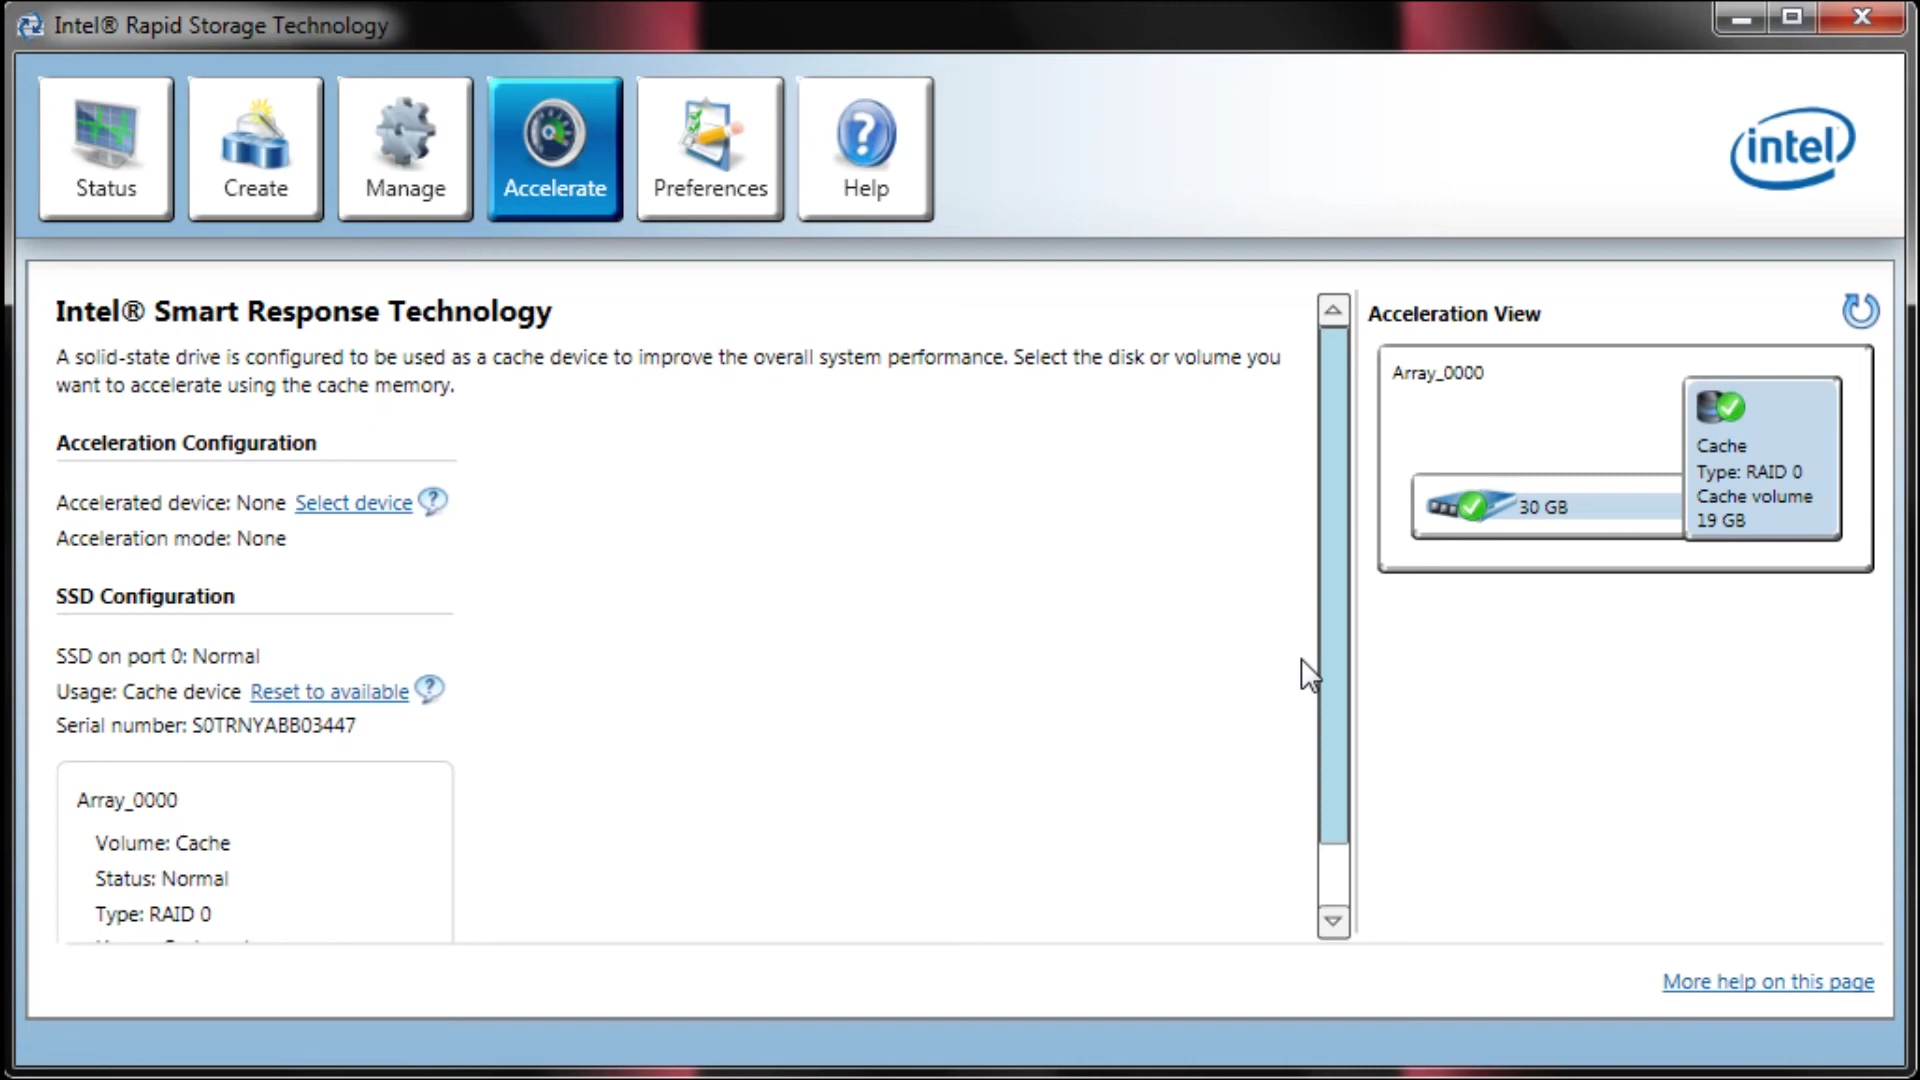 Intel® Rapid Storage Technology
Status
Create
Manage
Accelerate
Preferences
Help
intel
Intel® Smart Response Technology
A solid-state drive is configured to be used as a cache device to improve the overall system performance. Select the disk or volume you
want to accelerate using the cache memory.
Acceleration Configuration
Accelerated device: None Select device
Acceleration mode: None
SSD Configuration
SSD on port 0: Normal
Usage: Cache device Reset to available
Serial number: S0TRNYABB03447
Array_0000
Volume: Cache
Status: Normal
Type: RAID 0
Acceleration View
Array_0000
30 GB
Cache
Type: RAID 0
Cache volume
19 GB
More help on this page